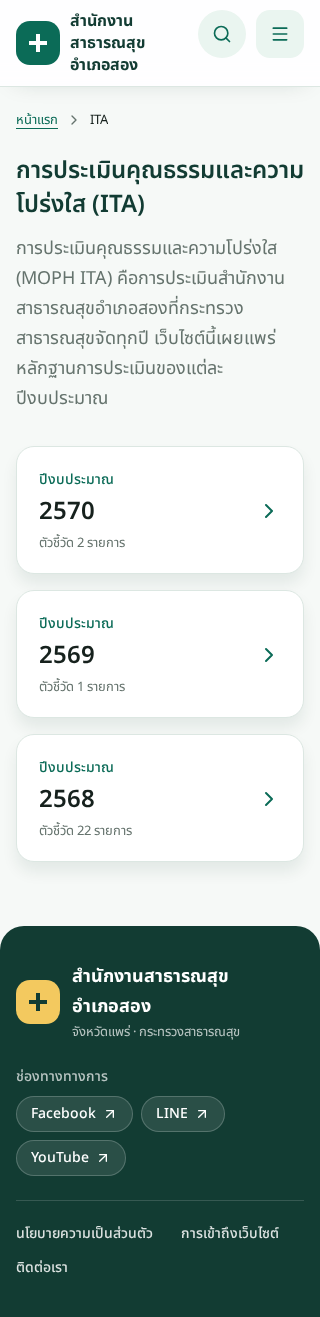 สำนักงาน
สาธารณสุข
อำเภอสอง
หน้าแรก
ITA
การประเมินคุณธรรมและความ
โปร่งใส (ITA)
การประเมินคุณธรรมและความโปร่งใส
(MOPH ITA) คือการประเมินสำนักงาน
สาธารณสุขอำเภอสองที่กระทรวง
สาธารณสุขจัดทุกปี เว็บไซต์นี้เผยแพร่
หลักฐานการประเมินของแต่ละ
ปีงบประมาณ
ปีงบประมาณ
2570
ตัวชี้วัด 2 รายการ
ปีงบประมาณ
2569
ตัวชี้วัด 1 รายการ
ปีงบประมาณ
2568
ตัวชี้วัด 22 รายการ
สำนักงานสาธารณสุข
อำเภอสอง
จังหวัดแพร่ · กระทรวงสาธารณสุข
ช่องทางทางการ
Facebook
LINE
YouTube
นโยบายความเป็นส่วนตัว
การเข้าถึงเว็บไซต์
ติดต่อเรา